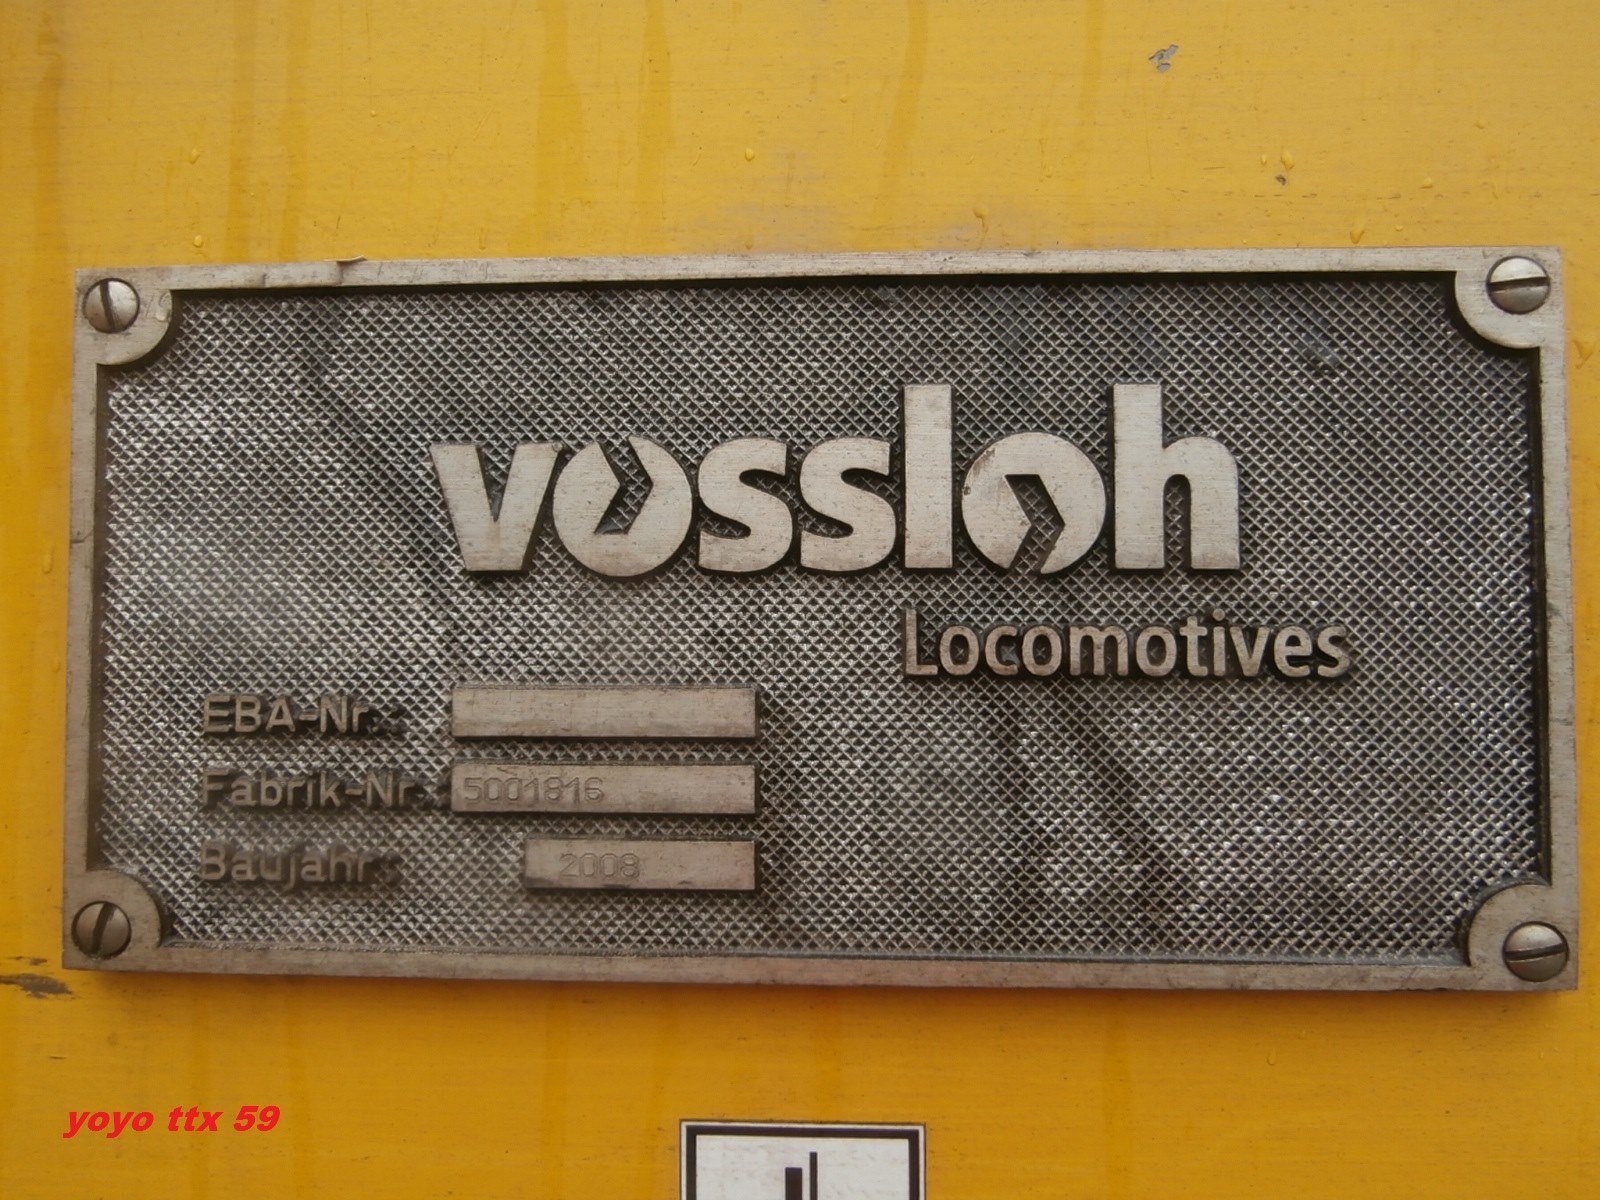 vossloh
Locomotives
EBA-Nr.:
Fabrik-Nr.: 5001816
Baujahr: 2008
yoyo ttx 59